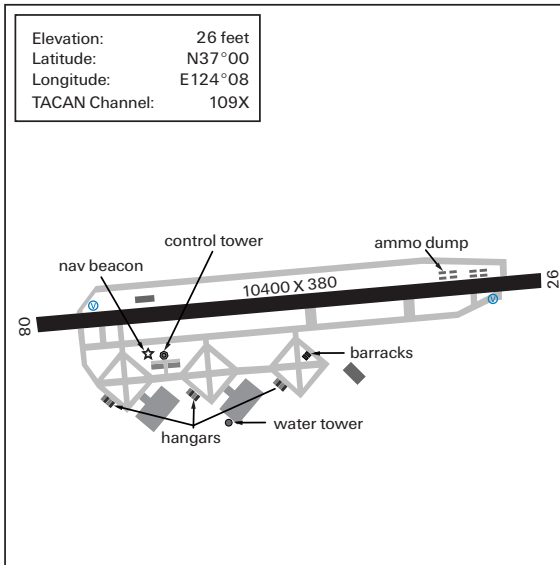 Elevation: 26 feet
Latitude: N37°00
Longitude: E124°08
TACAN Channel: 109X
control tower
ammo dump
nav beacon
10400 X 380
26
V
V
08
barracks
hangars
water tower